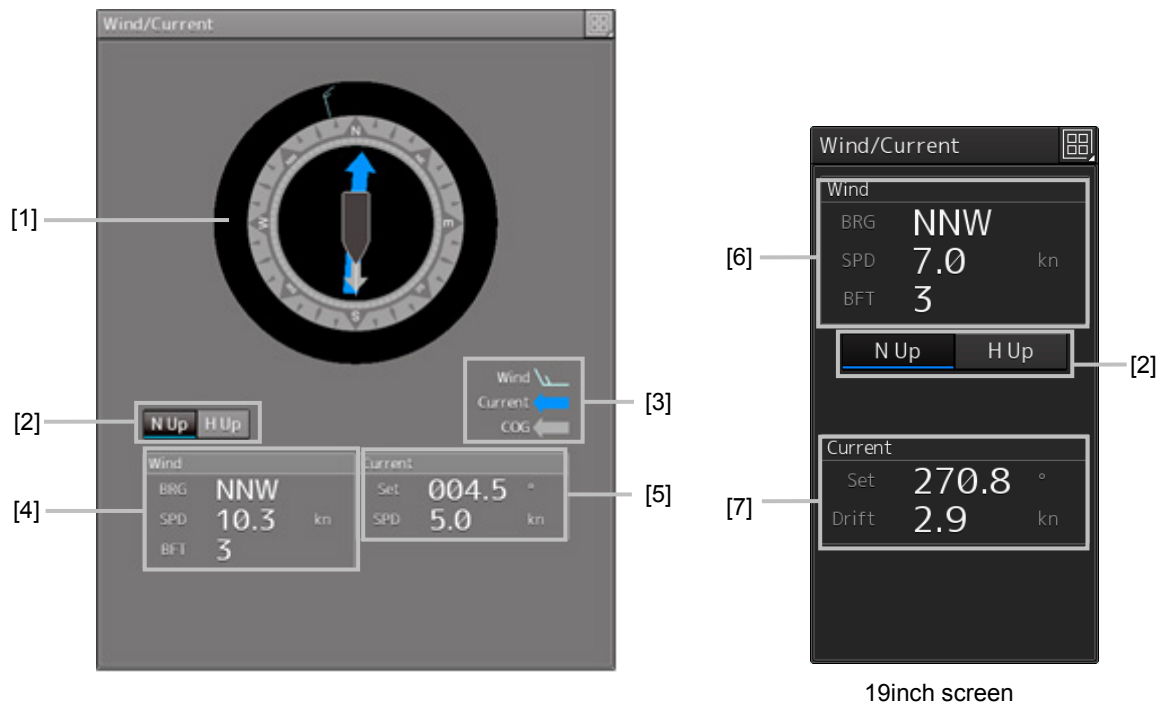 Wind/Current
N
E
S
W
[1]
Wind
Current
COG
[3]
[2]
N Up H Up
Wind
BRG NNW
SPD 10.3 kn
BFT 3
[4]
Current
Set 004.5 °
SPD 5.0 kn
[5]
Wind/Current
Wind
BRG NNW
SPD 7.0 kn
BFT 3
[6]
N Up H Up
[2]
Current
Set 270.8 °
Drift 2.9 kn
[7]
19inch screen